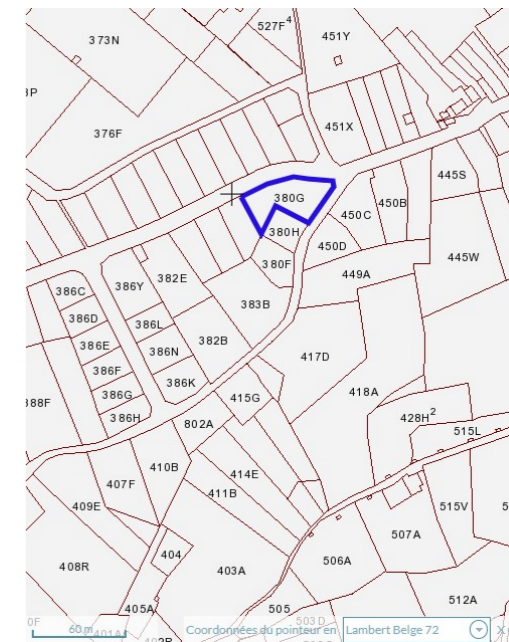 527F⁴
373N
451Y
376F
451X
445S
380G
450B
450C
380H
450D
380F
445W
449A
386C
386Y
382E
383B
386D
386L
386E
382B
386N
417D
386F
386K
418A
386G
415G
388F
386H
428H²
802A
515L
410B
414E
407F
411B
409E
515V
507A
404
506A
408R
403A
512A
405A
505
503D
60 m
401A
Coordonnées du pointeur en
Lambert Belge 72
X